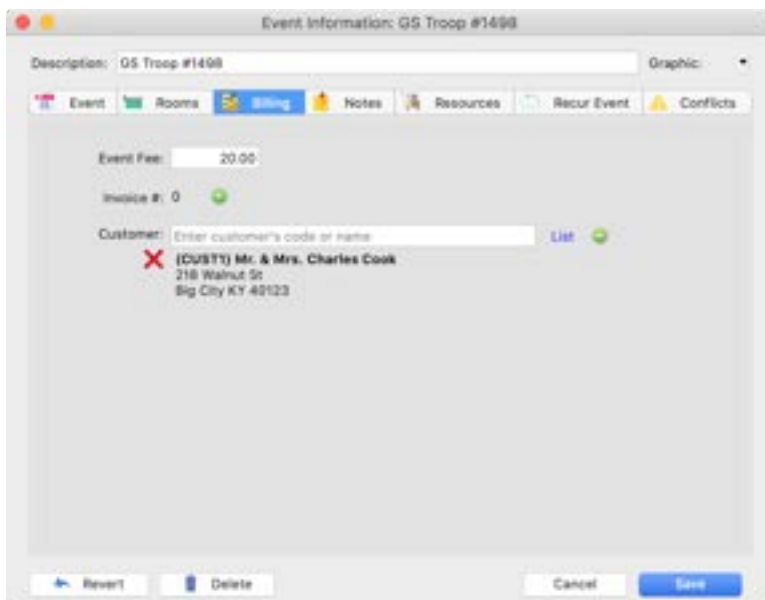 Event Information: GS Troop #1498
Description: GS Troop #1498 Graphic:
Event Rooms Billing Notes Resources Recur Event Conflicts
Event Fee: 20.00
Invoice #: 0
Customer: Enter customer's code or name List
(CUST1) Mr. & Mrs. Charles Cook
218 Walnut St
Big City KY 40123
Revert Delete Cancel Save